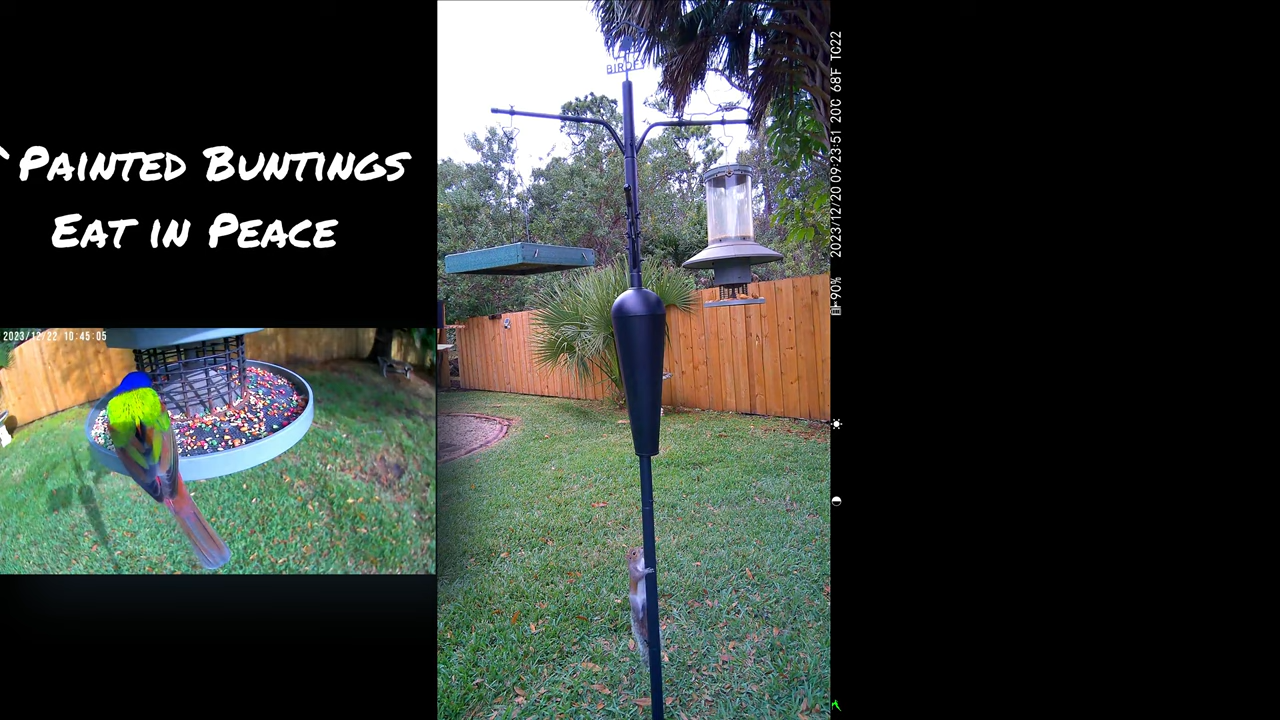 Painted Buntings
Eat in Peace
2023/12/22 10:45:05
2023/12/20 09:23:51 20C 68F TC22
90%